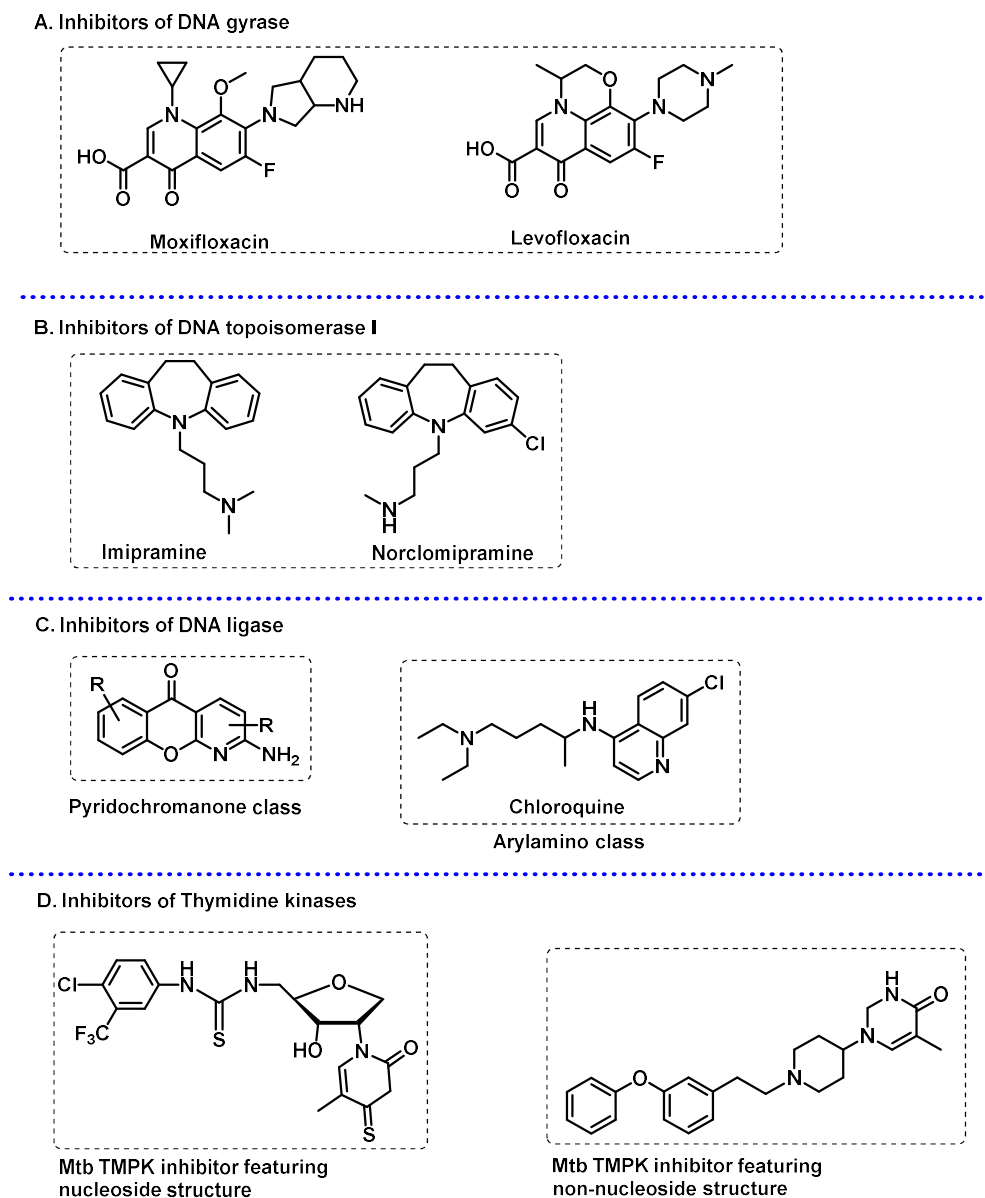 A. Inhibitors of DNA gyrase
O
N
N
NH
HO
F
O
O
Moxifloxacin
O
N
N
N
HO
F
O
O
Levofloxacin
B. Inhibitors of DNA topoisomerase I
N
N
Imipramine
N
Cl
N
H
Norclomipramine
C. Inhibitors of DNA ligase
O
R
R
O
N
NH2
Pyridochromanone class
Cl
H
N
N
N
Chloroquine
Arylamino class
D. Inhibitors of Thymidine kinases
H
N
H
N
O
Cl
F3C
S
HO
N
O
S
Mtb TMPK inhibitor featuring
nucleoside structure
H
N
O
N
N
O
Mtb TMPK inhibitor featuring
non-nucleoside structure